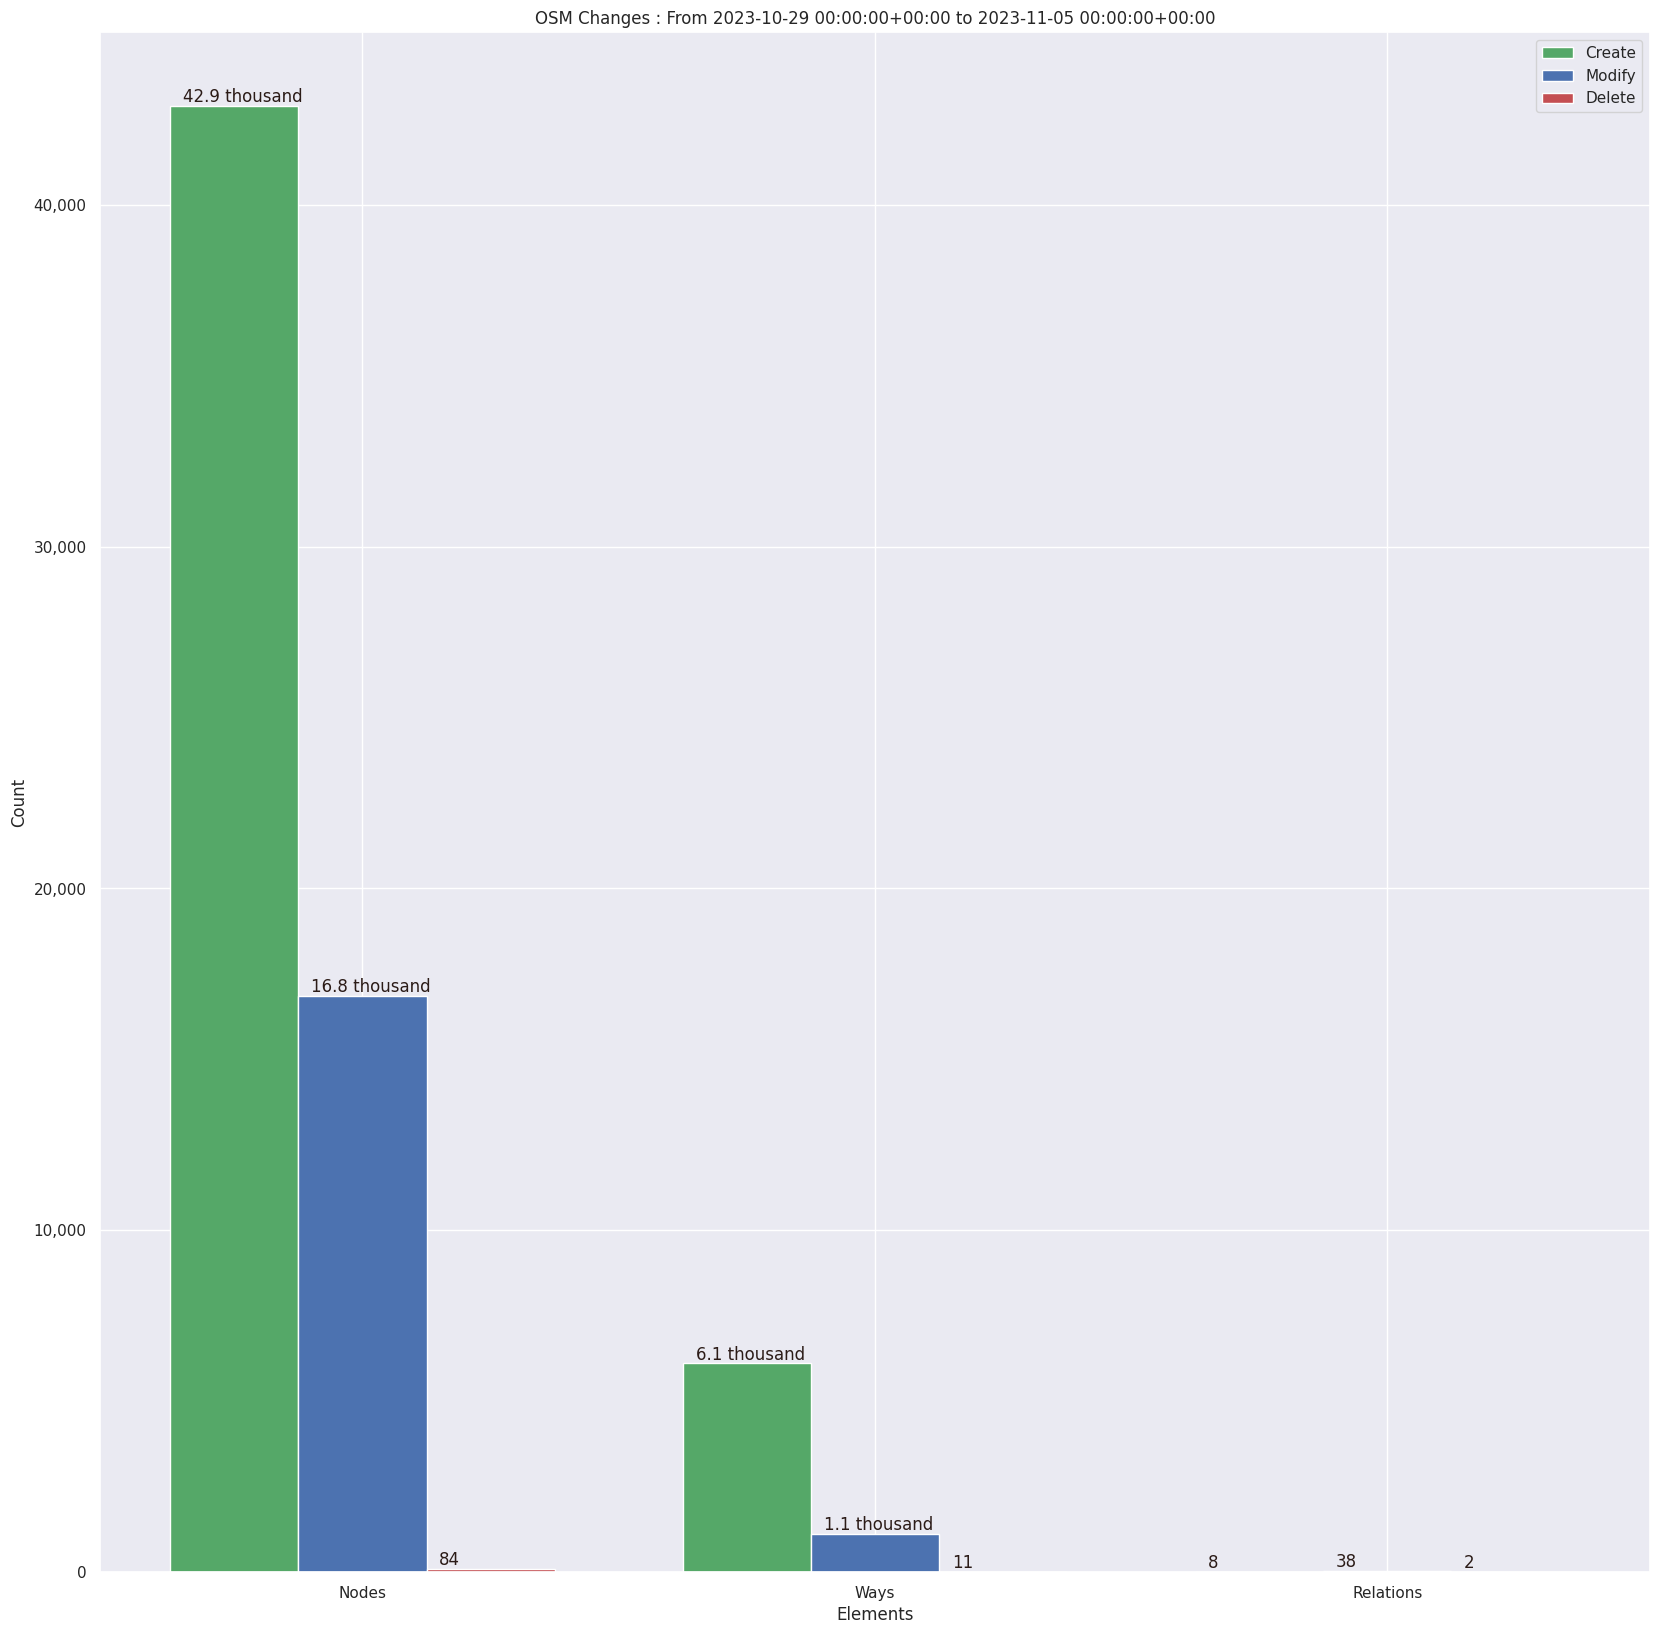 OSM Changes : From 2023-10-29 00:00:00+00:00 to 2023-11-05 00:00:00+00:00
Create
Modify
Delete
42.9 thousand
16.8 thousand
84
6.1 thousand
1.1 thousand
11
8
38
2
40,000
30,000
20,000
10,000
0
Count
Nodes
Ways
Relations
Elements